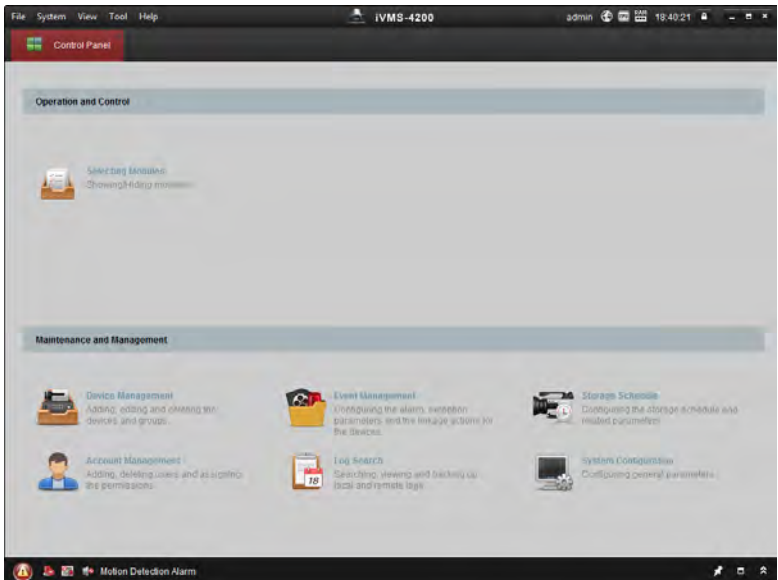 File System View Tool Help
iVMS-4200
admin
18:40:21
Control Panel
Operation and Control
Selecting Modules
Showing/Hiding modules.
Maintenance and Management
Device Management
Adding, editing and deleting the
devices and groups.
Event Management
Configuring the alarm, exception
parameters and the linkage actions for
the devices.
Storage Schedule
Configuring the storage schedule and
related parameters.
Account Management
Adding, deleting users and assigning
the permissions.
Log Search
Searching, viewing and backing up
local and remote logs.
18
System Configuration
Configuring general parameters.
Motion Detection Alarm